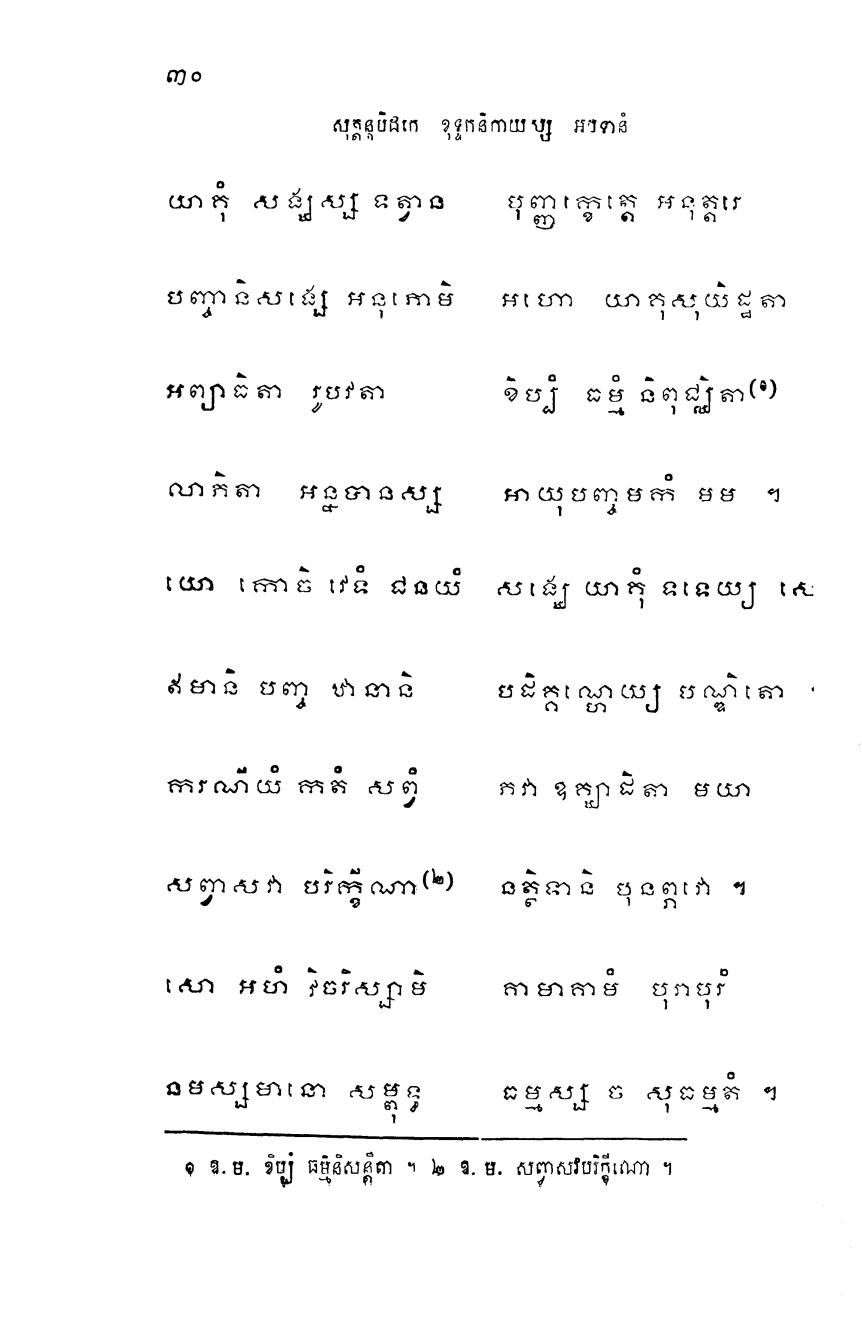 ៣០
សុត្តន្តបិដកេ ខុទ្ទកនិកាយស្ស អបទានំ
យាគុំ សង្ឃស្ស ទត្វាន បុញ្ញក្ខេត្តេ អនុត្តរេ
បញ្ចានិសង្សេ អនុភោមិ អហោ យាគុសុយិដ្ឋតា
អព្យាធិតា រូបវតា ខិប្បំ ធម្មំ និពុជ្ឈិតា(១)
លាភិតា អន្នបានស្ស អាយុបញ្ចមកំ មម ។
យោ កោចិ វេទំ ជនយំ សង្ឃេ យាគុំ ទទេយ្យ សេ
ឥមានិ បញ្ច ឋានានិ បដិគ្គណ្ហេយ្យ បណ្ឌិតោ
ករណីយំ កតំ សព្វំ ភវា ឧគ្ឃាដិតា មយា
សព្វាសវា បរិក្ខីណា(២) នត្ថិទានិ បុនព្ភវោ ។
សោ អហំ វិចរិស្សាមិ គាមាគាមំ បុរាបុរំ
នមស្សមានោ សម្ពុទ្ធ ធម្មស្ស ច សុធម្មតំ ។
១ ឱ. ម. ខិប្បំ ធម្មំនិសន្តិតា ។ ២ ឱ. ម. សព្វាសវបរិក្ខីណោ ។